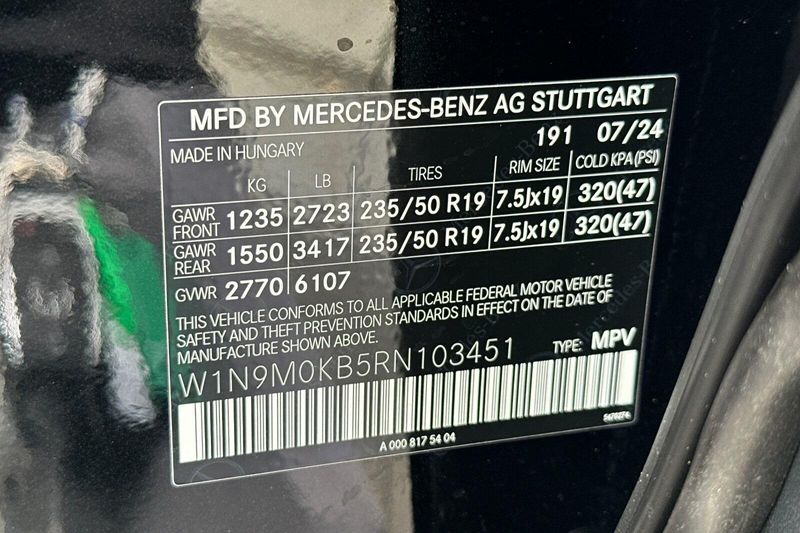 MFD BY MERCEDES-BENZ AG STUTTGART
191 07/24
MADE IN HUNGARY
KG LB TIRES RIM SIZE COLD KPA(PSI)
GAWR FRONT 1235 2723 235/50 R19 7.5Jx19 320(47)
GAWR REAR 1550 3417 235/50 R19 7.5Jx19 320(47)
GVWR 2770 6107
THIS VEHICLE CONFORMS TO ALL APPLICABLE FEDERAL MOTOR VEHICLE
SAFETY AND THEFT PREVENTION STANDARDS IN EFFECT ON THE DATE OF
MANUFACTURE SHOWN ABOVE.
W1N9M0KB5RN103451 TYPE: MPV
A 000 817 54 04